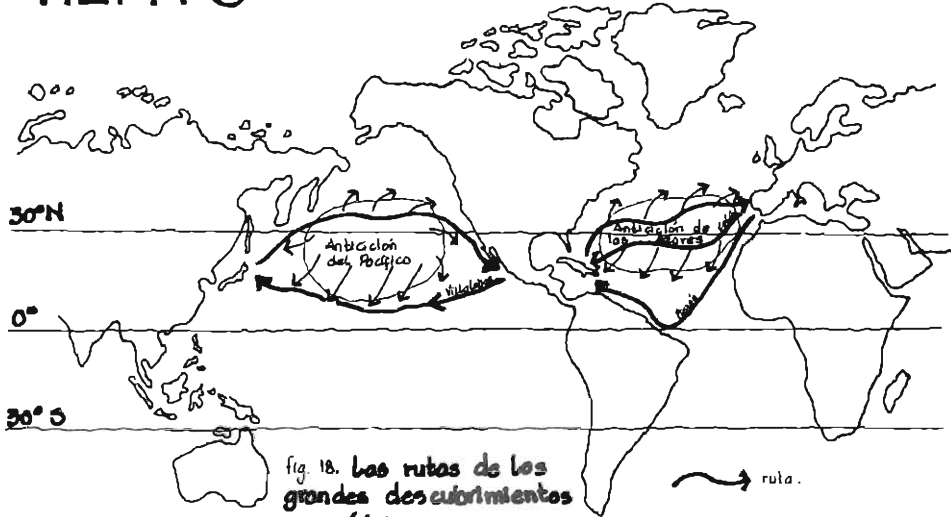 30°N
Anticiclón
del Pacífico
Anticiclón de
las Azores
Villalobos
0°
30° S
fig. 18. Las rutas de los
grandes descubrimientos
ruta.